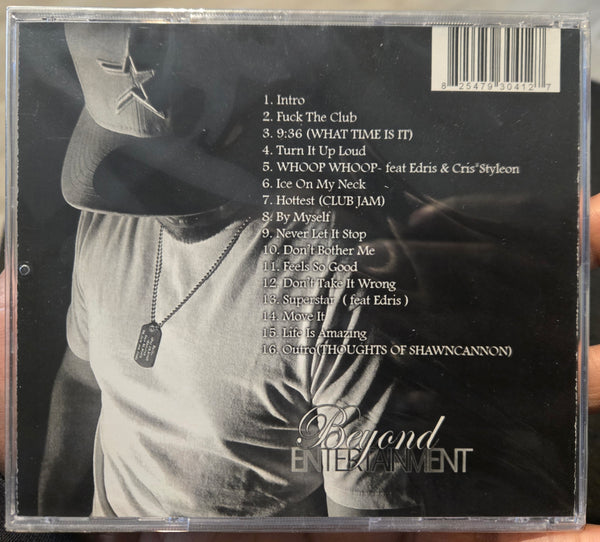 8 25479 30412 7
1. Intro
2. Fuck The Club
3. 9:36 (WHAT TIME IS IT)
4. Turn It Up Loud
5. WHOOP WHOOP- feat Edris & Cris*Styleon
6. Ice On My Neck
7. Hottest (CLUB JAM)
8. By Myself
9. Never Let It Stop
10. Don't Bother Me
11. Feels So Good
12. Don't Take It Wrong
13. Superstar ( feat Edris )
14. Move It
15. Life Is Amazing
16. Outro(THOUGHTS OF SHAWNCANNON)
Beyond
ENTERTAINMENT